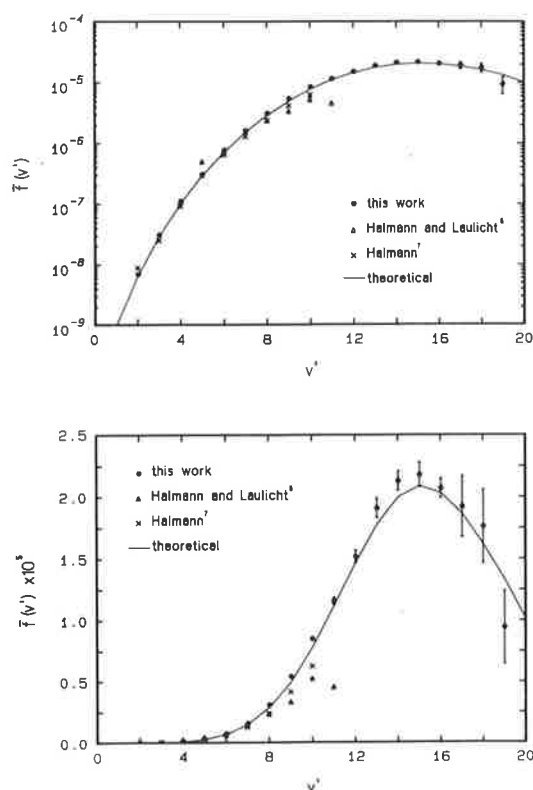 10⁻⁴
10⁻⁵
10⁻⁶
10⁻⁷
10⁻⁸
10⁻⁹
f̄(v')
this work
Halmann and Laulicht⁶
Halmann⁷
theoretical
0 4 8 12 16 20
v'
2.5
2.0
1.5
1.0
0.5
0.0
f̄(v') ×10⁵
this work
Halmann and Laulicht⁶
Halmann⁷
theoretical
0 4 8 12 16 20
v'